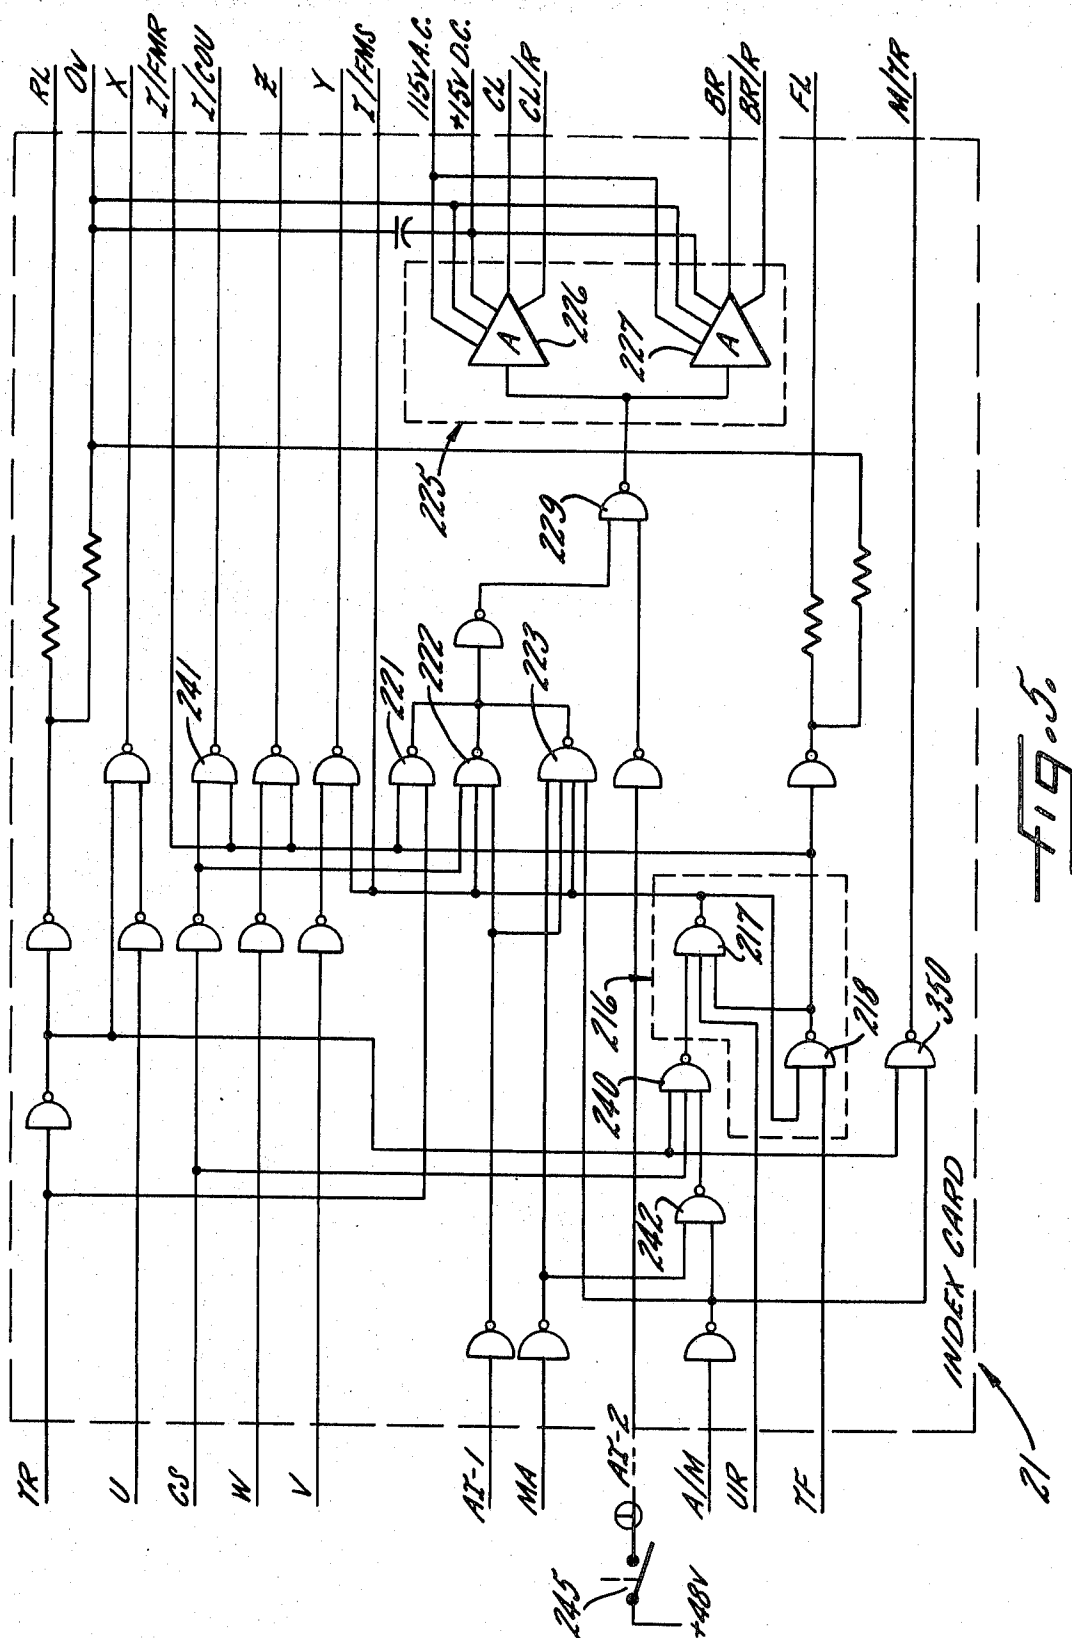 RL
OV
X
I/FMR
I/COU
Z
Y
I/FMS
115V A.C.
+15V D.C.
CL
CL/R
BR
BR/R
FL
M/TR
A
226
A
227
225
229
241
221
222
223
217
216
218
240
350
242
INDEX CARD
21
TR
U
CS
W
V
AI-1
MA
AI-2
A/M
UR
TF
245
+48V
Fig. 5.